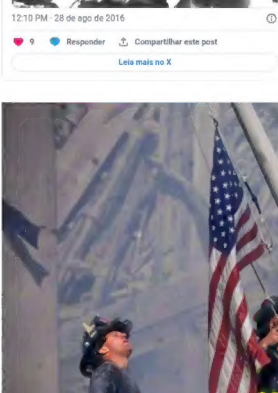 12:10 PM · 28 de ago de 2016
9 Responder Compartilhar este post
Leia mais no X